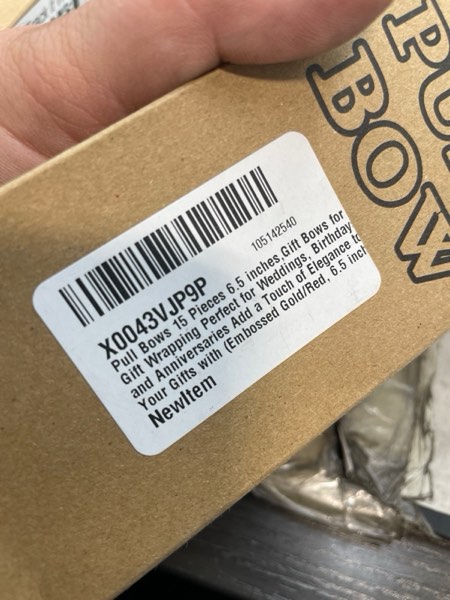 PU
BOW
105142540
X0043VJP9P
Pull Bows 15 Pieces 6.5 inches,Gift Bows for
Gift Wrapping Perfect for Weddings, Birthday
and Anniversaries Add a Touch of Elegance to
Your Gifts with (Embossed Gold/Red, 6.5 inch
NewItem